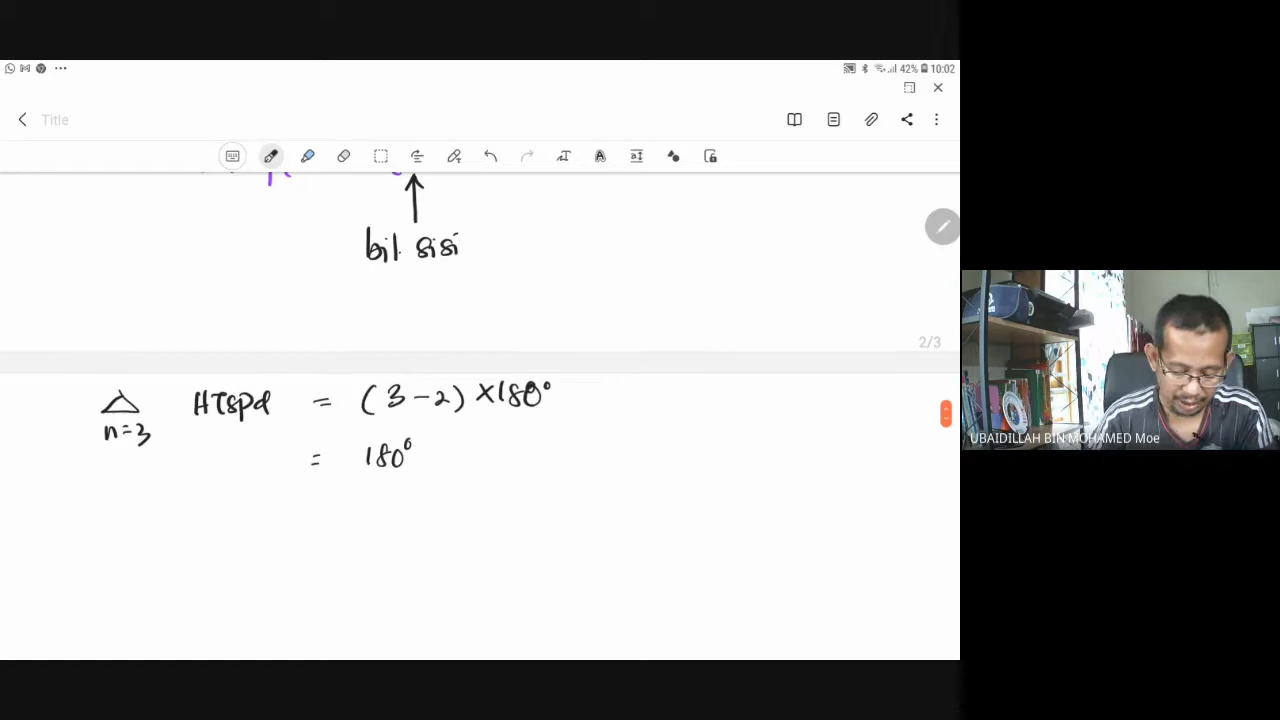 42% 10:02
Title
bil. sisi
2/3
HTSPd = (3-2) × 180°
n=3
= 180°
UBAIDILLAH BIN MOHAMED Moe